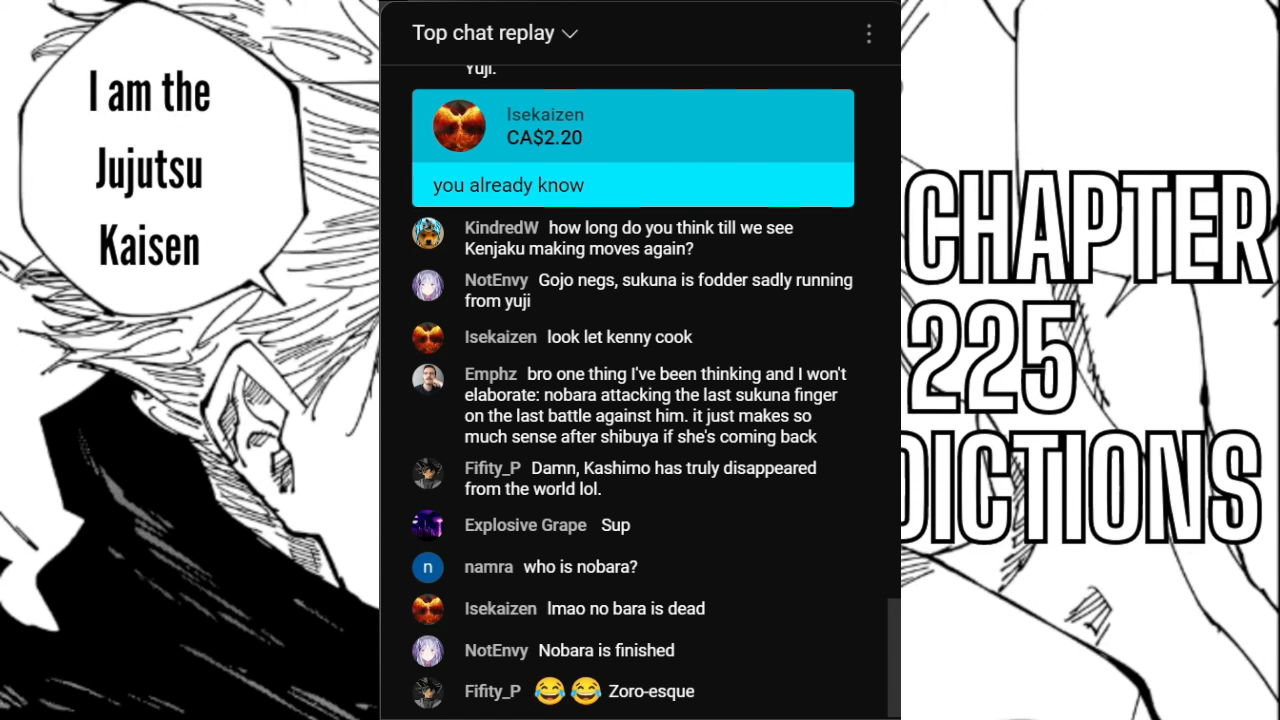 I am the
Jujutsu
Kaisen
Top chat replay
Yuji.
Isekaizen
CA$2.20
you already know
KindredW how long do you think till we see
Kenjaku making moves again?
NotEnvy Gojo negs, sukuna is fodder sadly running
from yuji
Isekaizen look let kenny cook
Emphz bro one thing I've been thinking and I won't
elaborate: nobara attacking the last sukuna finger
on the last battle against him. it just makes so
much sense after shibuya if she's coming back
Fifity_P Damn, Kashimo has truly disappeared
from the world lol.
Explosive Grape Sup
n
namra who is nobara?
Isekaizen lmao no bara is dead
NotEnvy Nobara is finished
Fifity_P 😂😂 Zoro-esque
CHAPTER
225
DICTIONS